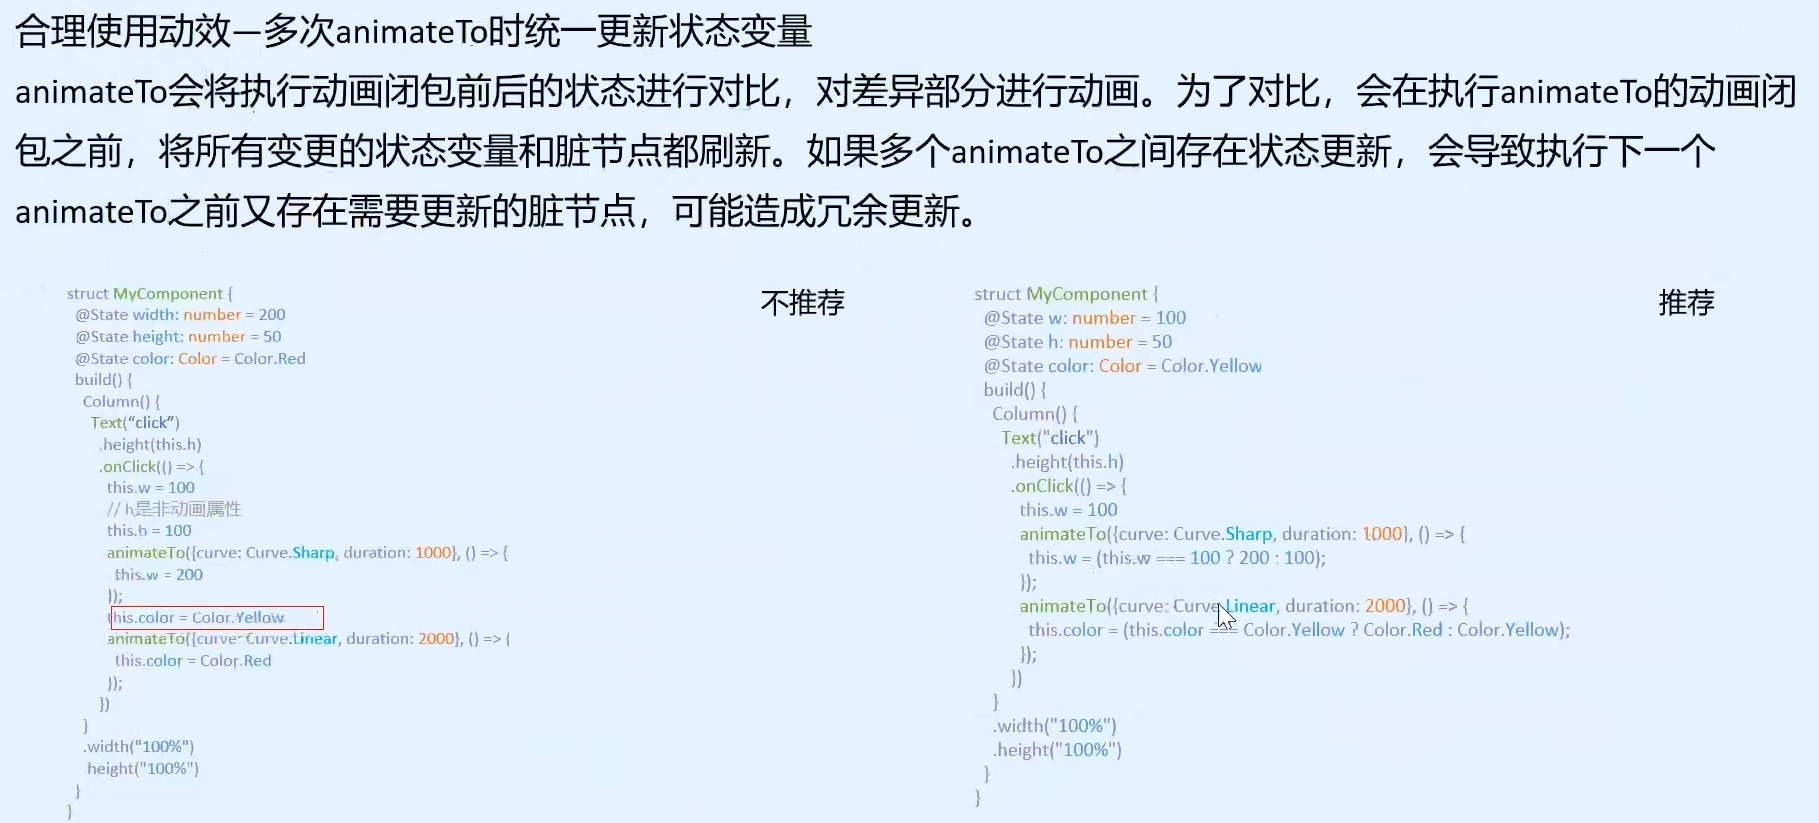 合理使用动效—多次animateTo时统一更新状态变量
animateTo会将执行动画闭包前后的状态进行对比，对差异部分进行动画。为了对比，会在执行animateTo的动画闭
包之前，将所有变更的状态变量和脏节点都刷新。如果多个animateTo之间存在状态更新，会导致执行下一个
animateTo之前又存在需要更新的脏节点，可能造成冗余更新。
不推荐
struct MyComponent {
@State width: number = 200
@State height: number = 50
@State color: Color = Color.Red
build() {
Column() {
Text(“click”)
.height(this.h)
.onClick(() => {
this.w = 100
// h是非动画属性
this.h = 100
animateTo({curve: Curve.Sharp, duration: 1000}, () => {
this.w = 200
});
this.color = Color.Yellow
animateTo({curve: Curve.Linear, duration: 2000}, () => {
this.color = Color.Red
});
})
}
.width("100%")
.height("100%")
}
}
推荐
struct MyComponent {
@State w: number = 100
@State h: number = 50
@State color: Color = Color.Yellow
build() {
Column() {
Text("click")
.height(this.h)
.onClick(() => {
this.w = 100
animateTo({curve: Curve.Sharp, duration: 1000}, () => {
this.w = (this.w === 100 ? 200 : 100);
});
animateTo({curve: Curve.Linear, duration: 2000}, () => {
this.color = (this.color === Color.Yellow ? Color.Red : Color.Yellow);
});
})
}
.width("100%")
.height("100%")
}
}